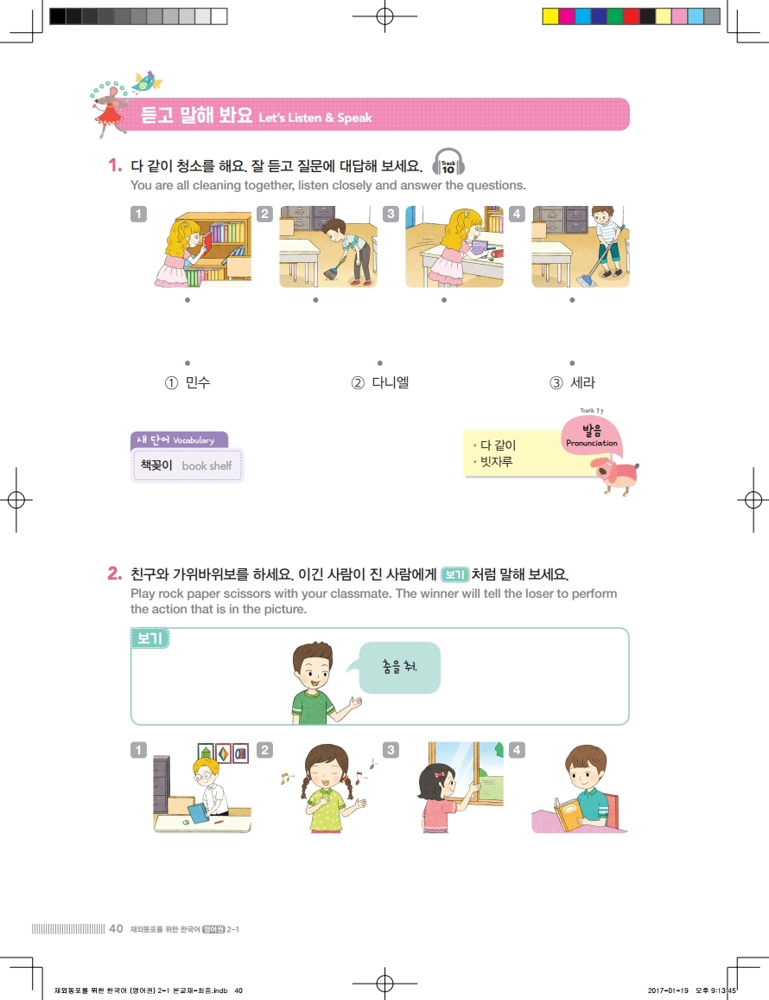 듣고 말해 봐요 Let's Listen & Speak
1. 다 같이 청소를 해요. 잘 듣고 질문에 대답해 보세요. Track 10
You are all cleaning together, listen closely and answer the questions.
1 2 3 4
① 민수 ② 다니엘 ③ 세라
새 단어 Vocabulary
책꽂이 book shelf
Track 11
발음
Pronunciation
• 다 같이
• 빗자루
2. 친구와 가위바위보를 하세요. 이긴 사람이 진 사람에게 보기 처럼 말해 보세요.
Play rock paper scissors with your classmate. The winner will tell the loser to perform
the action that is in the picture.
보기
춤을 춰.
1 2 3 4
40 재외동포를 위한 한국어 영어권 2-1
재외동포를 위한 한국어 (영어권) 2-1 본교재-최종.indb 40
2017-01-19 오후 9:13:45